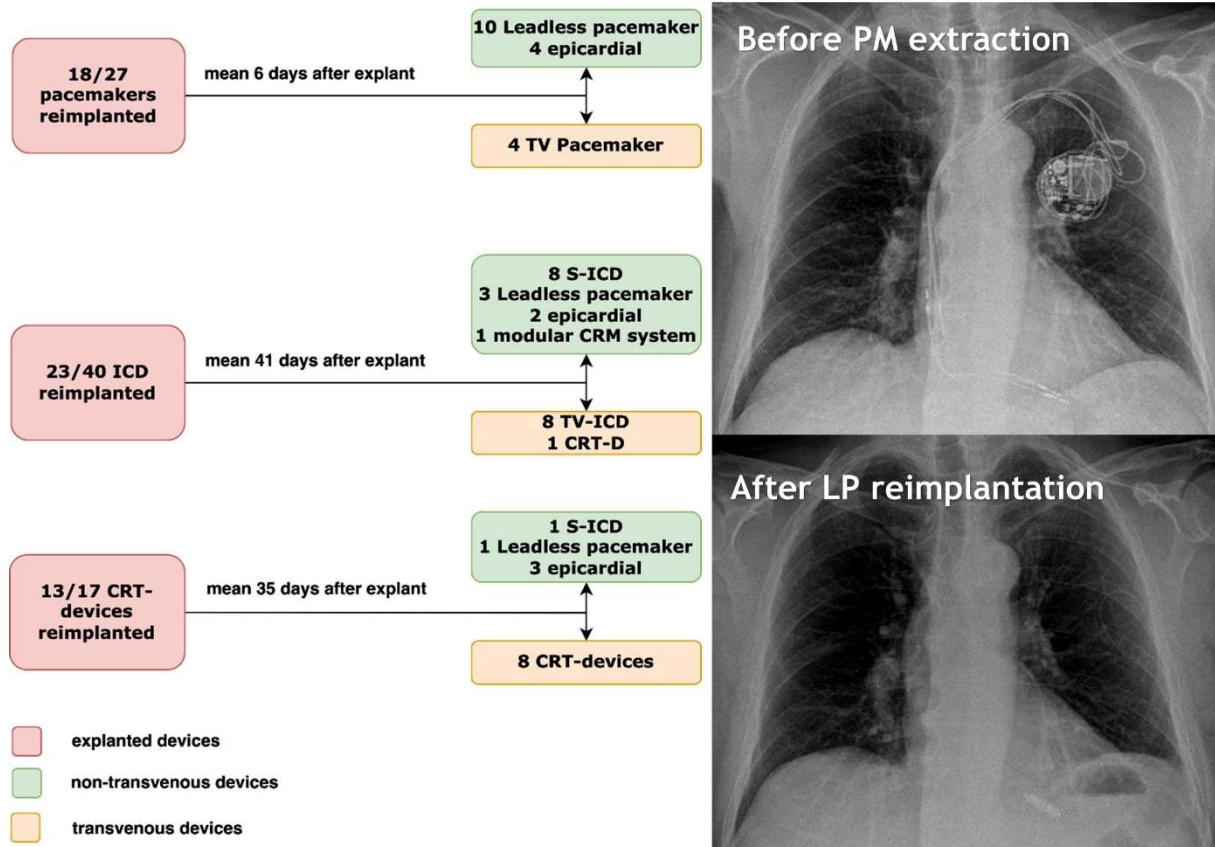 18/27
pacemakers
reimplanted
mean 6 days after explant
10 Leadless pacemaker
4 epicardial
4 TV Pacemaker
23/40 ICD
reimplanted
mean 41 days after explant
8 S-ICD
3 Leadless pacemaker
2 epicardial
1 modular CRM system
8 TV-ICD
1 CRT-D
13/17 CRT-
devices
reimplanted
mean 35 days after explant
1 S-ICD
1 Leadless pacemaker
3 epicardial
8 CRT-devices
explanted devices
non-transvenous devices
transvenous devices
Before PM extraction
After LP reimplantation